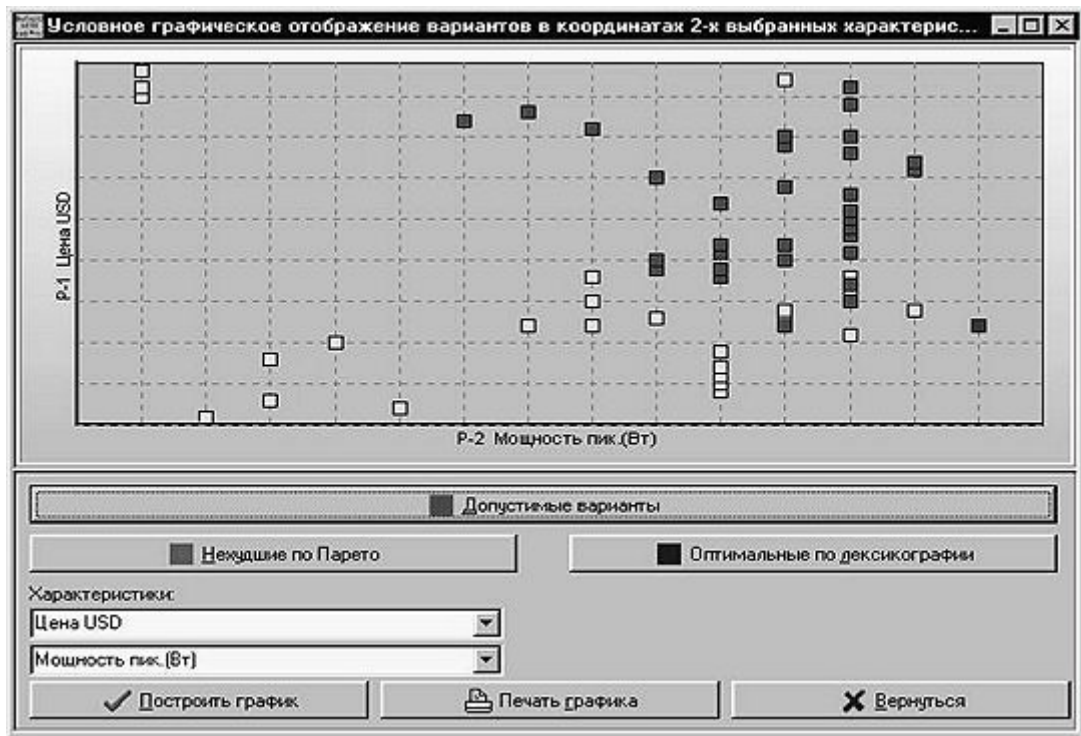 Условное графическое отображение вариантов в координатах 2-х выбранных характерис...
P-1 Цена USD
P-2 Мощность пик.(Вт)
Допустимые варианты
Нехудшие по Парето
Оптимальные по лексикографии
Характеристики:
Цена USD
Мощность пик.(Вт)
Построить график
Печать графика
Вернуться